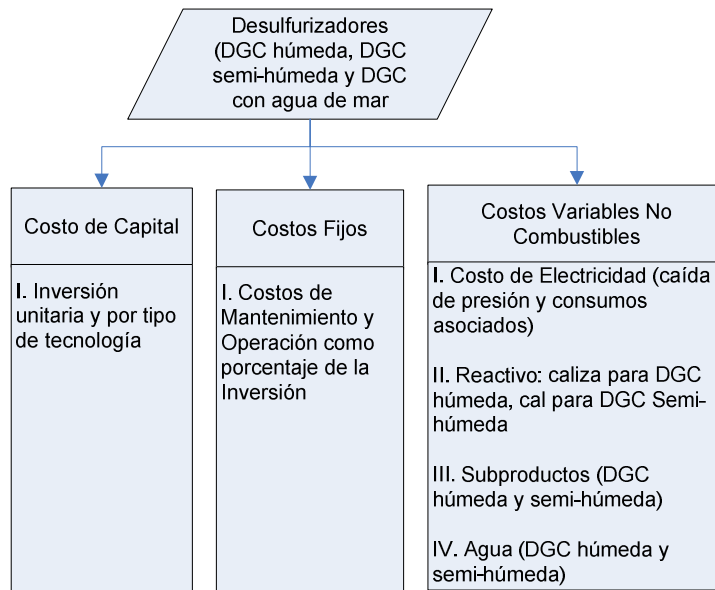 Desulfurizadores
(DGC húmeda, DGC
semi-húmeda y DGC
con agua de mar
Costo de Capital
I. Inversión
unitaria y por tipo
de tecnología
Costos Fijos
I. Costos de
Mantenimiento y
Operación como
porcentaje de la
Inversión
Costos Variables No
Combustibles
I. Costo de Electricidad (caída
de presión y consumos
asociados)
II. Reactivo: caliza para DGC
húmeda, cal para DGC Semi-
húmeda
III. Subproductos (DGC
húmeda y semi-húmeda)
IV. Agua (DGC húmeda y
semi-húmeda)